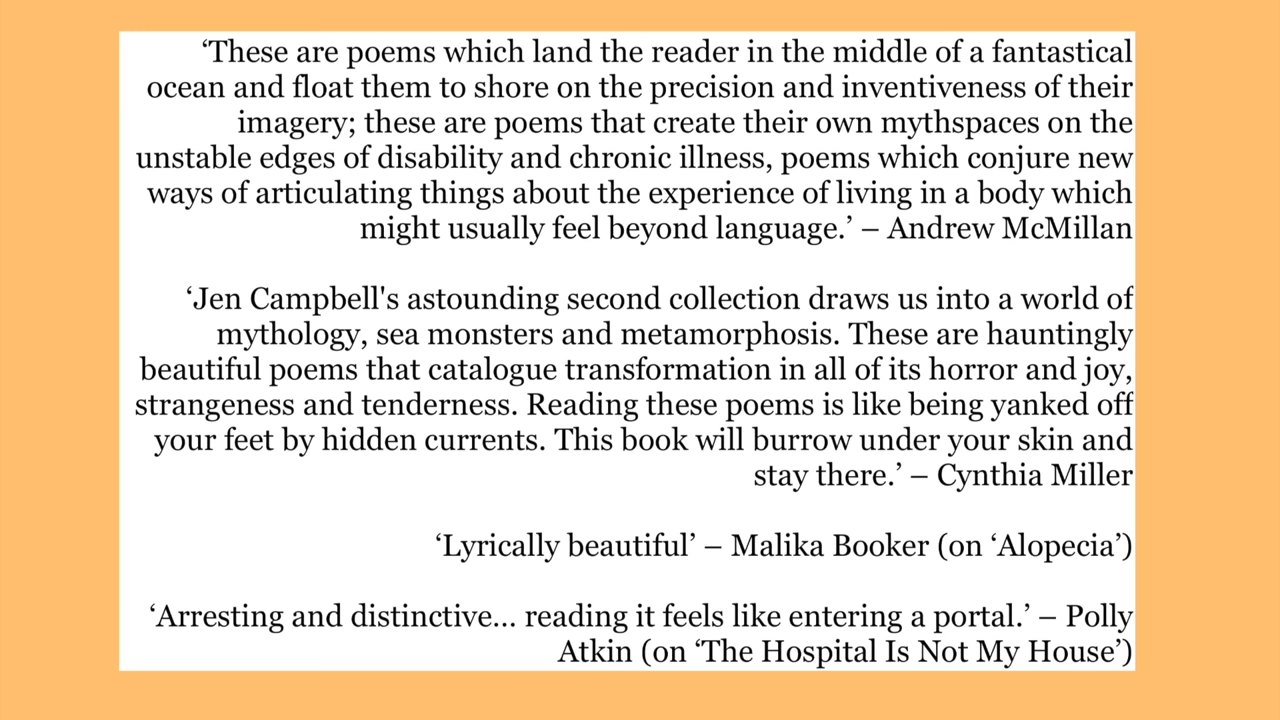 ‘These are poems which land the reader in the middle of a fantastical
ocean and float them to shore on the precision and inventiveness of their
imagery; these are poems that create their own mythspaces on the
unstable edges of disability and chronic illness, poems which conjure new
ways of articulating things about the experience of living in a body which
might usually feel beyond language.’ – Andrew McMillan
‘Jen Campbell's astounding second collection draws us into a world of
mythology, sea monsters and metamorphosis. These are hauntingly
beautiful poems that catalogue transformation in all of its horror and joy,
strangeness and tenderness. Reading these poems is like being yanked off
your feet by hidden currents. This book will burrow under your skin and
stay there.’ – Cynthia Miller
‘Lyrically beautiful’ – Malika Booker (on ‘Alopecia’)
‘Arresting and distinctive... reading it feels like entering a portal.’ – Polly
Atkin (on ‘The Hospital Is Not My House’)